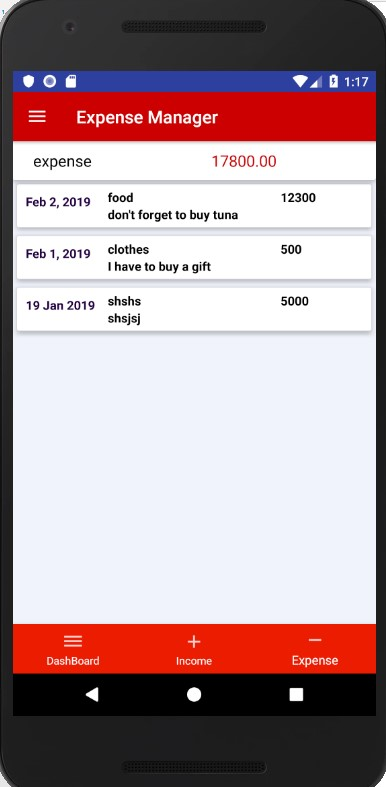 1:17
Expense Manager
expense 17800.00
Feb 2, 2019 food 12300
don't forget to buy tuna
Feb 1, 2019 clothes 500
I have to buy a gift
19 Jan 2019 shshs 5000
shsjsj
DashBoard Income Expense